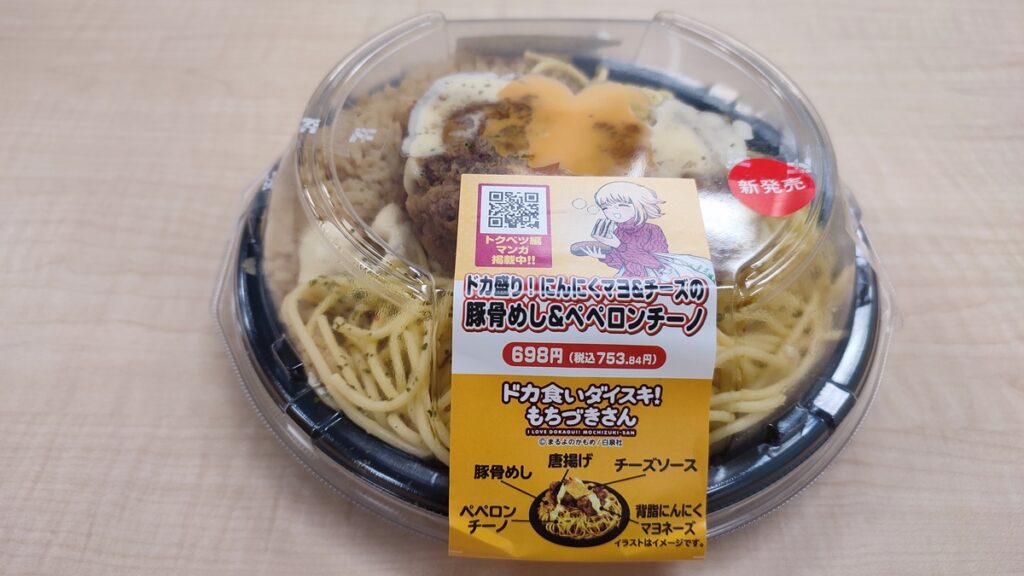 新発売
トクベツ編
マンガ
掲載中!!
ドカ盛り!にんにくマヨ&チーズの
豚骨めし&ペペロンチーノ
698円(税込753.84円)
ドカ食いダイスキ!
もちづきさん
I LOVE DOKAGUI! MOCHIZUKI-SAN
©まるよのかもめ/白泉社
豚骨めし
唐揚げ
チーズソース
ペペロン
チーノ
背脂にんにく
マヨネーズ
イラストはイメージです。